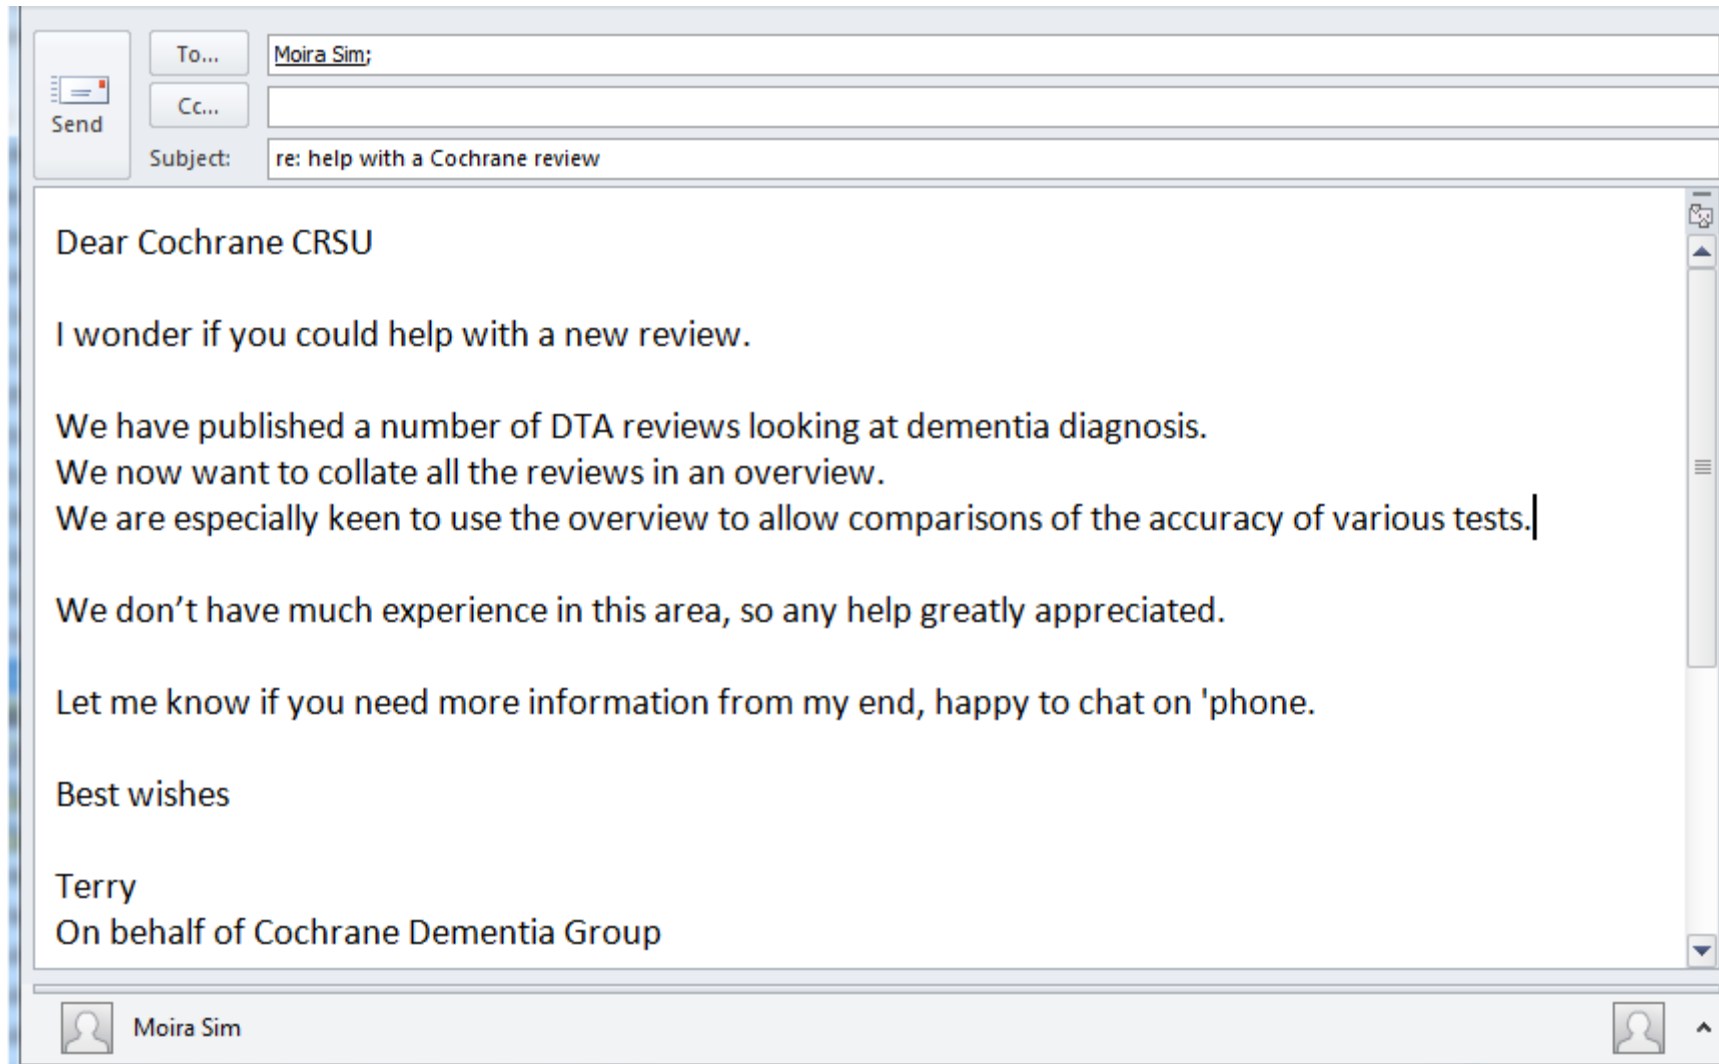 To...
Moira Sim;
Send
Cc...
Subject:
re: help with a Cochrane review
Dear Cochrane CRSU
I wonder if you could help with a new review.
We have published a number of DTA reviews looking at dementia diagnosis.
We now want to collate all the reviews in an overview.
We are especially keen to use the overview to allow comparisons of the accuracy of various tests.
We don’t have much experience in this area, so any help greatly appreciated.
Let me know if you need more information from my end, happy to chat on 'phone.
Best wishes
Terry
On behalf of Cochrane Dementia Group
Moira Sim